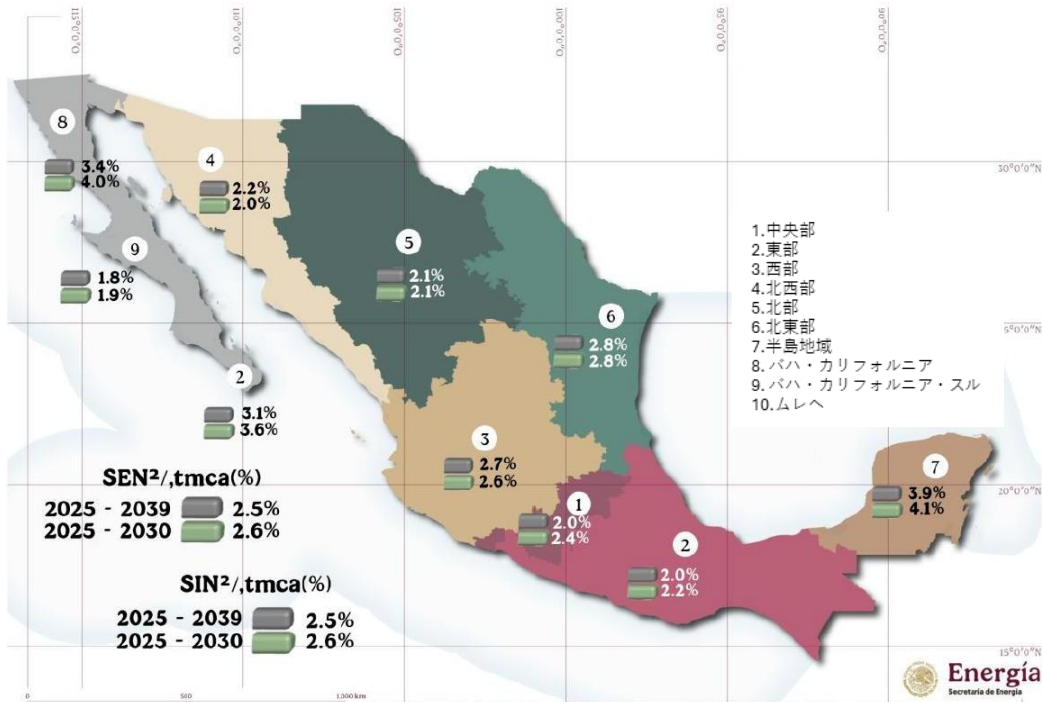 115°0'0"O
110°0'0"O
105°0'0"O
100°0'0"O
95°0'0"O
90°0'0"O
8
3.4%
4.0%
4
2.2%
2.0%
30°0'0"N
9
1.8%
1.9%
5
2.1%
2.1%
6
2.8%
2.8%
1.中央部
2.東部
3.西部
4.北西部
5.北部
6.北東部
7.半島地域
8.バハ・カリフォルニア
9.バハ・カリフォルニア・スル
10.ムレヘ
5°0'0"N
2
3.1%
3.6%
3
2.7%
2.6%
7
3.9%
4.1%
20°0'0"N
1
2.0%
2.4%
2
2.0%
2.2%
SEN²/,tmca(%)
2025 - 2039 2.5%
2025 - 2030 2.6%
SIN²/,tmca(%)
2025 - 2039 2.5%
2025 - 2030 2.6%
15°0'0"N
Energía
Secretaría de Energía
0 500 1,000 km